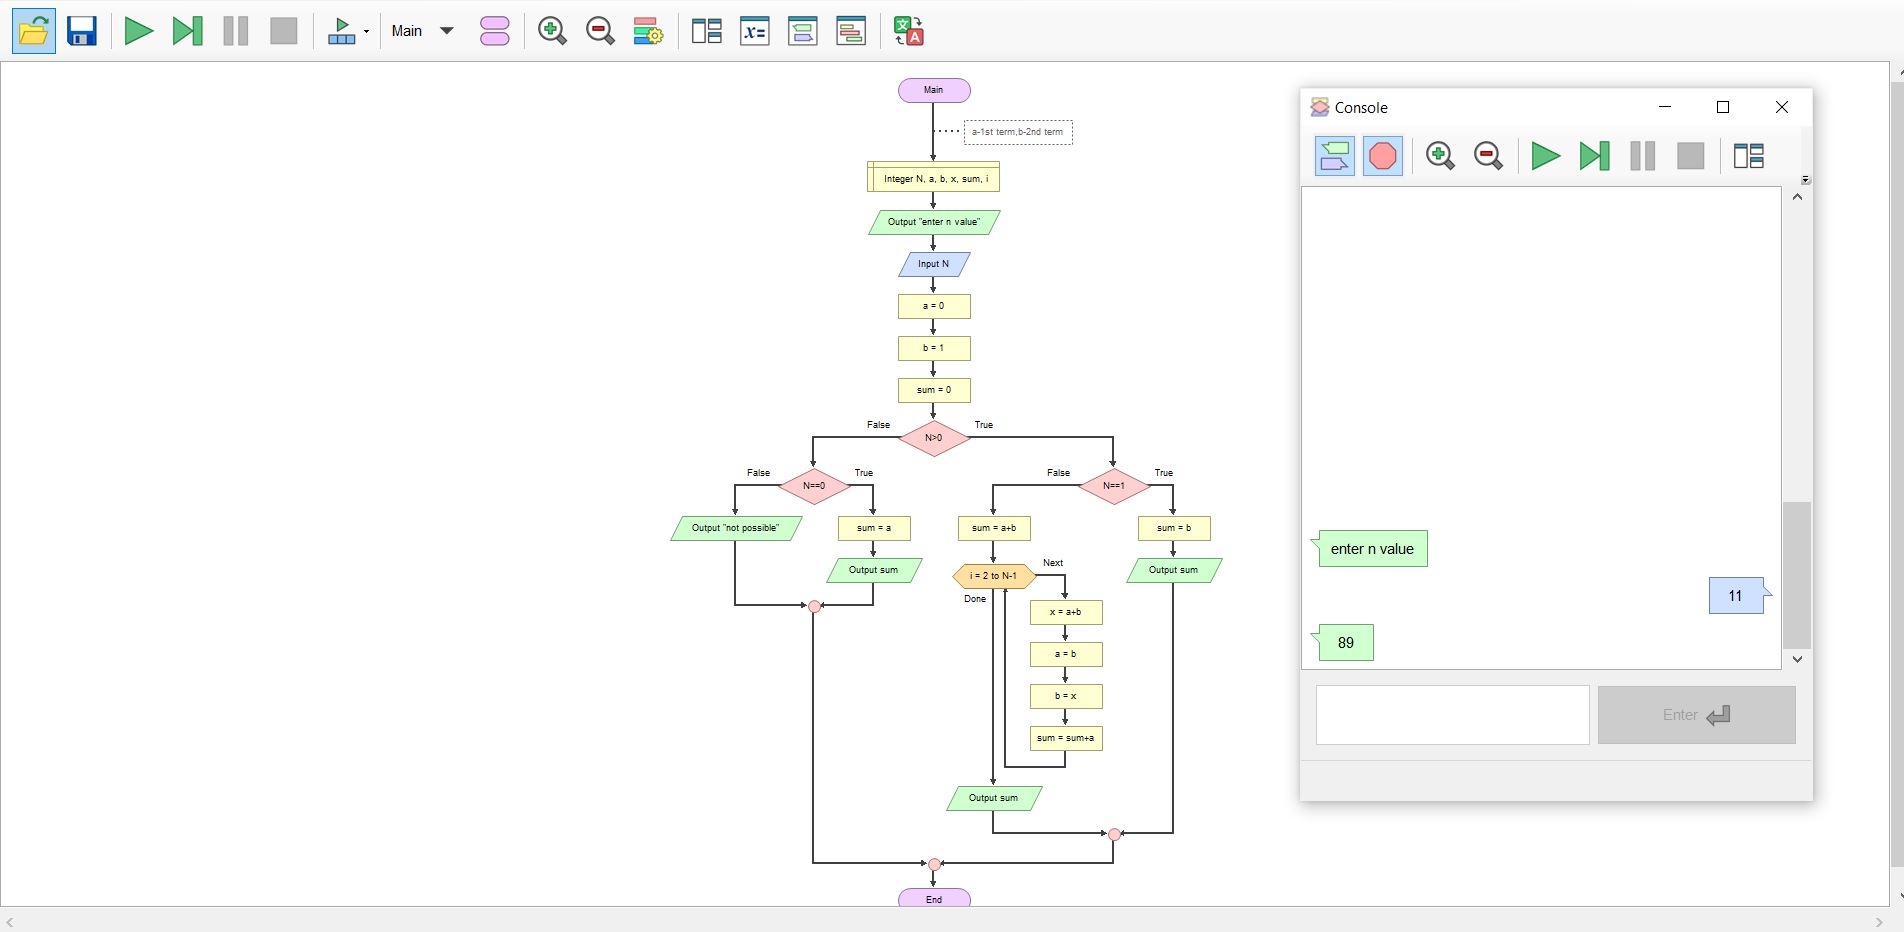 Main
x=
文
A
Main
a-1st term,b-2nd term
Integer N, a, b, x, sum, i
Output "enter n value"
Input N
a = 0
b = 1
sum = 0
False
True
N>0
False
True
N==0
Output "not possible"
sum = a
Output sum
False
True
N==1
sum = a+b
sum = b
Output sum
i = 2 to N-1
Next
Done
x = a+b
a = b
b = x
sum = sum+a
Output sum
End
Console
enter n value
11
89
Enter